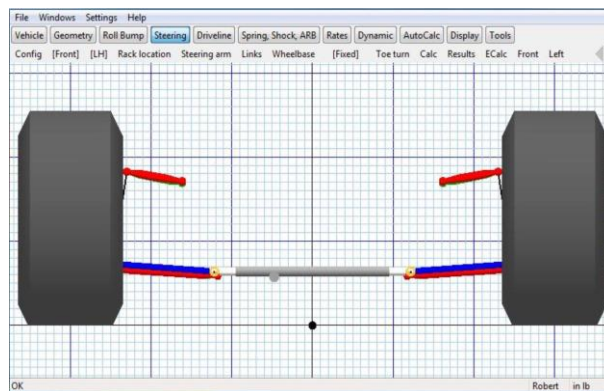 File Windows Settings Help
Vehicle Geometry Roll Bump Steering Driveline Spring, Shock, ARB Rates Dynamic AutoCalc Display Tools
Config [Front] [LH] Rack location Steering arm Links Wheelbase [Fixed] Toe turn Calc Results ECalc Front Left
OK Robert in lb